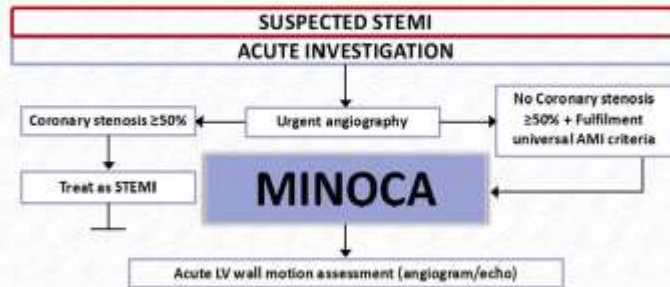 SUSPECTED STEMI
ACUTE INVESTIGATION
Coronary stenosis ≥50%
Urgent angiography
No Coronary stenosis
≥50% + Fulfilment
universal AMI criteria
Treat as STEMI
MINOCA
Acute LV wall motion assessment (angiogram/echo)